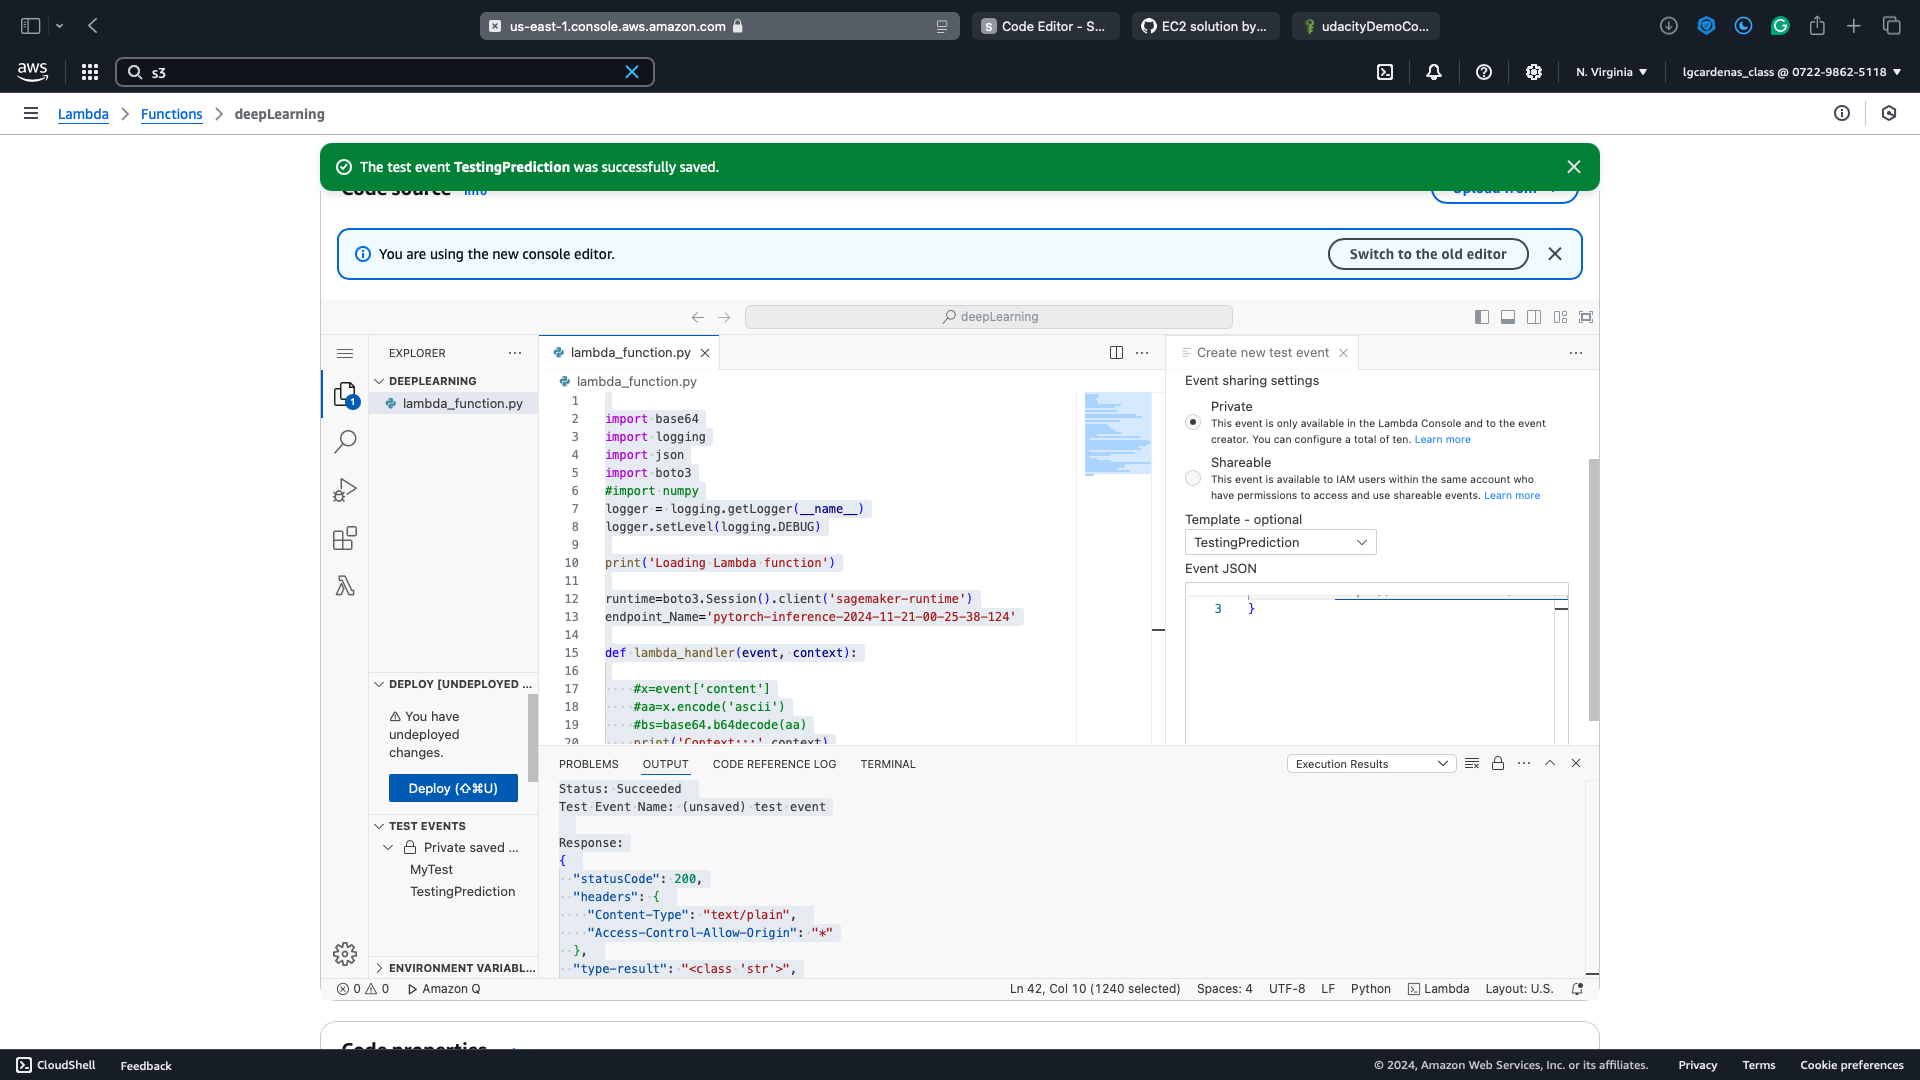 us-east-1.console.aws.amazon.com
S Code Editor - S...
EC2 solution by...
udacityDemoCo...
aws
s3
N. Virginia
lgcardenas_class @ 0722-9862-5118
Lambda
Functions
deepLearning
The test event TestingPrediction was successfully saved.
Code source
Info
You are using the new console editor.
Switch to the old editor
deepLearning
EXPLORER
DEEPLEARNING
lambda_function.py
1
lambda_function.py
lambda_function.py
1
2 import base64
3 import logging
4 import json
5 import boto3
6 #import numpy
7 logger = logging.getLogger(__name__)
8 logger.setLevel(logging.DEBUG)
9
10 print('Loading Lambda function')
11
12 runtime=boto3.Session().client('sagemaker-runtime')
13 endpoint_Name='pytorch-inference-2024-11-21-00-25-38-124'
14
15 def lambda_handler(event, context):
16
17 #x=event['content']
18 #aa=x.encode('ascii')
19 #bs=base64.b64decode(aa)
20 print('Context:::',context)
Create new test event
Event sharing settings
Private
This event is only available in the Lambda Console and to the event
creator. You can configure a total of ten. Learn more
Shareable
This event is available to IAM users within the same account who
have permissions to access and use shareable events. Learn more
Template - optional
TestingPrediction
Event JSON
3 }
DEPLOY [UNDEPLOYED ...
You have
undeployed
changes.
Deploy (⇧⌘U)
TEST EVENTS
Private saved ...
MyTest
TestingPrediction
ENVIRONMENT VARIABL...
PROBLEMS
OUTPUT
CODE REFERENCE LOG
TERMINAL
Execution Results
Status: Succeeded
Test Event Name: (unsaved) test event
Response:
{
"statusCode": 200,
"headers": {
"Content-Type": "text/plain",
"Access-Control-Allow-Origin": "*"
},
"type-result": "<class 'str'>",
0
0
Amazon Q
Ln 42, Col 10 (1240 selected)
Spaces: 4
UTF-8
LF
Python
Lambda
Layout: U.S.
Code properties
CloudShell
Feedback
© 2024, Amazon Web Services, Inc. or its affiliates.
Privacy
Terms
Cookie preferences